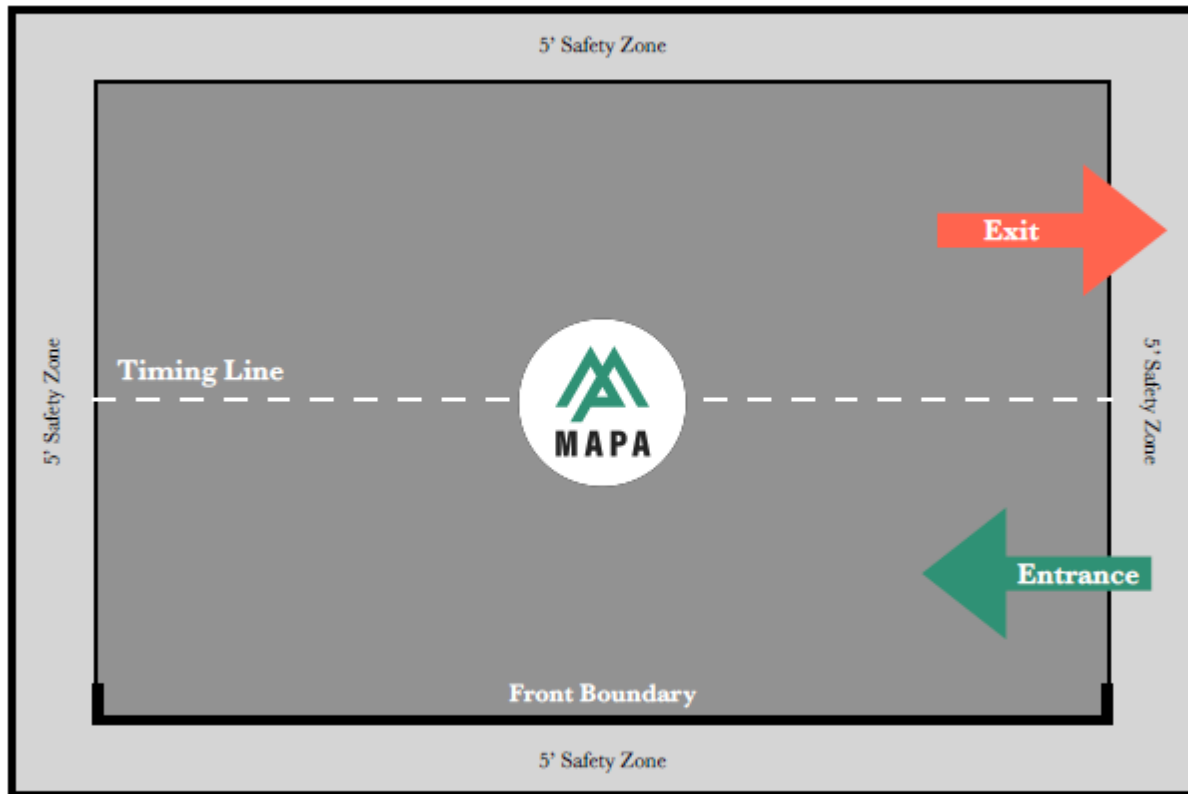 5’ Safety Zone
Exit
Timing Line
5’ Safety Zone
5’ Safety Zone
MAPA
Entrance
Front Boundary
5’ Safety Zone